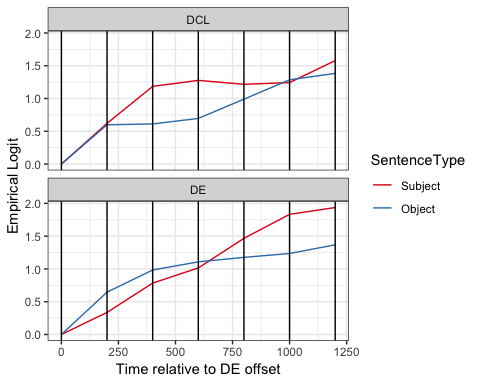 DCL
2.0
1.5
1.0
0.5
0.0
DE
2.0
1.5
1.0
0.5
0.0
0 250 500 750 1000 1250
Time relative to DE offset
Empirical Logit
SentenceType
Subject
Object